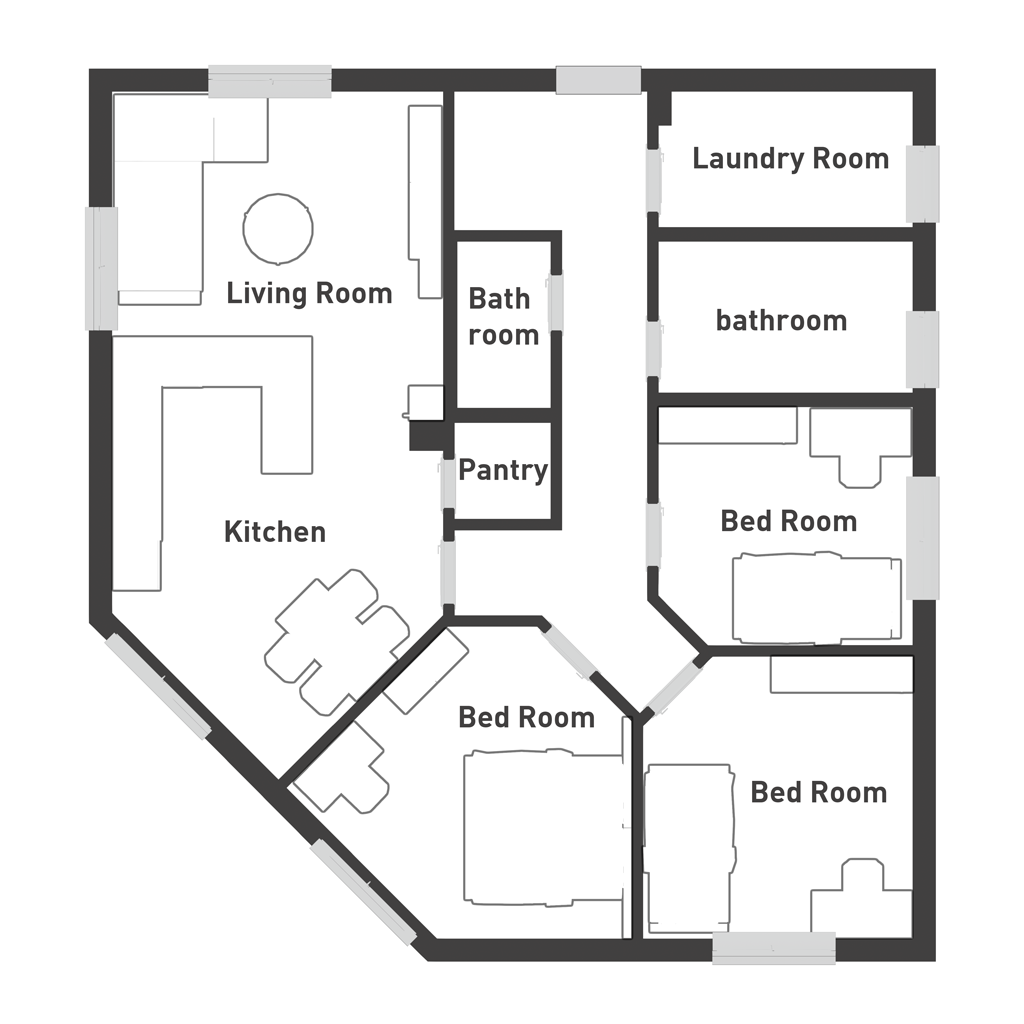 Laundry Room
Living Room
Bath
room
bathroom
Pantry
Kitchen
Bed Room
Bed Room
Bed Room